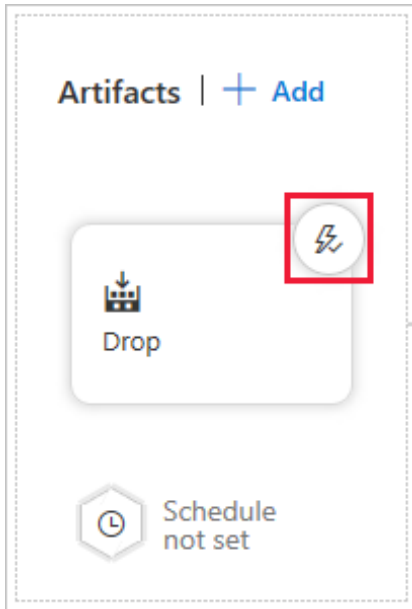 Artifacts | + Add
Drop
Schedule
not set